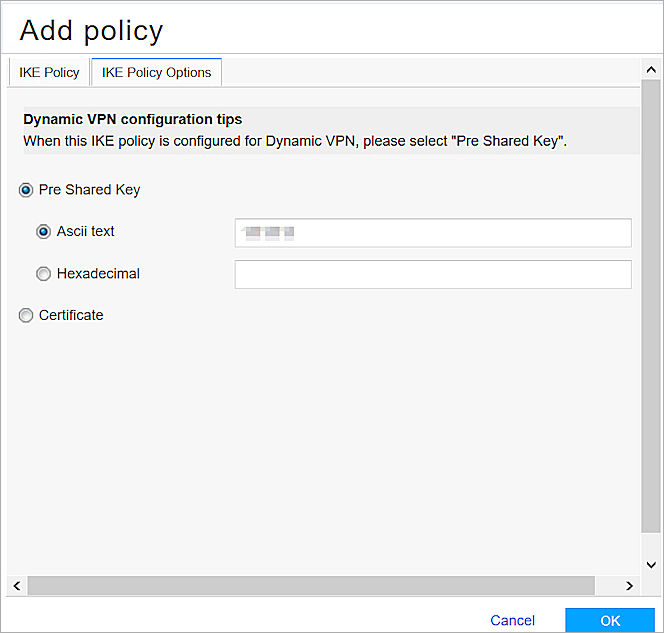 Add policy
IKE Policy
IKE Policy Options
Dynamic VPN configuration tips
When this IKE policy is configured for Dynamic VPN, please select "Pre Shared Key".
Pre Shared Key
Ascii text
Hexadecimal
Certificate
Cancel
OK